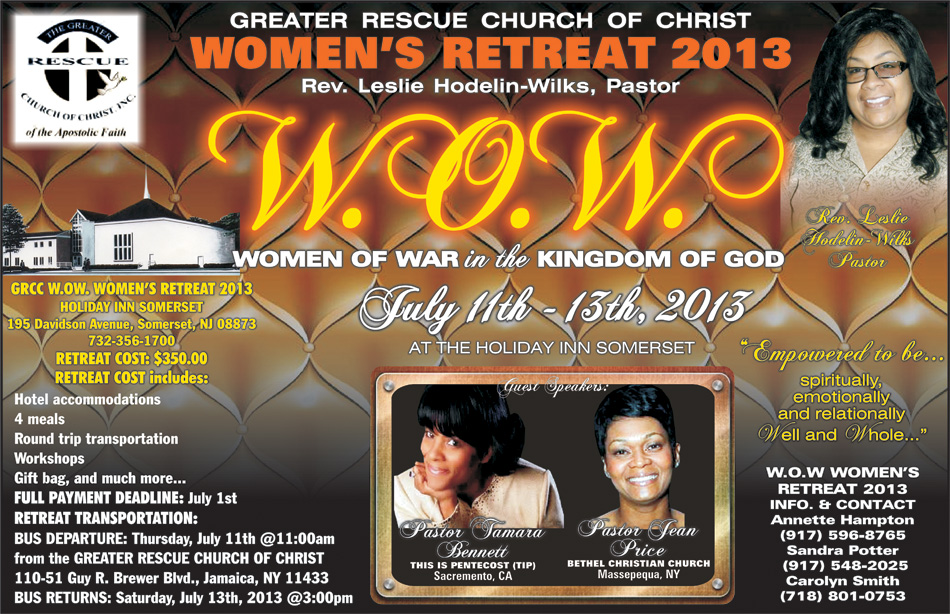 THE GREATER
RESCUE
CHURCH OF CHRIST, INC.
of the Apostolic Faith
GREATER RESCUE CHURCH OF CHRIST
WOMEN'S RETREAT 2013
Rev. Leslie Hodelin-Wilks, Pastor
W.O.W.
WOMEN OF WAR in the KINGDOM OF GOD
July 11th - 13th, 2013
AT THE HOLIDAY INN SOMERSET
Rev. Leslie
Hodelin-Wilks
Pastor
GRCC W.OW. WOMEN'S RETREAT 2013
HOLIDAY INN SOMERSET
195 Davidson Avenue, Somerset, NJ 08873
732-356-1700
RETREAT COST: $350.00
RETREAT COST includes:
Hotel accommodations
4 meals
Round trip transportation
Workshops
Gift bag, and much more...
FULL PAYMENT DEADLINE: July 1st
RETREAT TRANSPORTATION:
BUS DEPARTURE: Thursday, July 11th @11:00am
from the GREATER RESCUE CHURCH OF CHRIST
110-51 Guy R. Brewer Blvd., Jamaica, NY 11433
BUS RETURNS: Saturday, July 13th, 2013 @3:00pm
Guest Speakers:
Pastor Tamara
Bennett
THIS IS PENTECOST (TIP)
Sacremento, CA
Pastor Jean
Price
BETHEL CHRISTIAN CHURCH
Massepequa, NY
"Empowered to be...
spiritually,
emotionally
and relationally
Well and Whole..."
W.O.W WOMEN'S
RETREAT 2013
INFO. & CONTACT
Annette Hampton
(917) 596-8765
Sandra Potter
(917) 548-2025
Carolyn Smith
(718) 801-0753